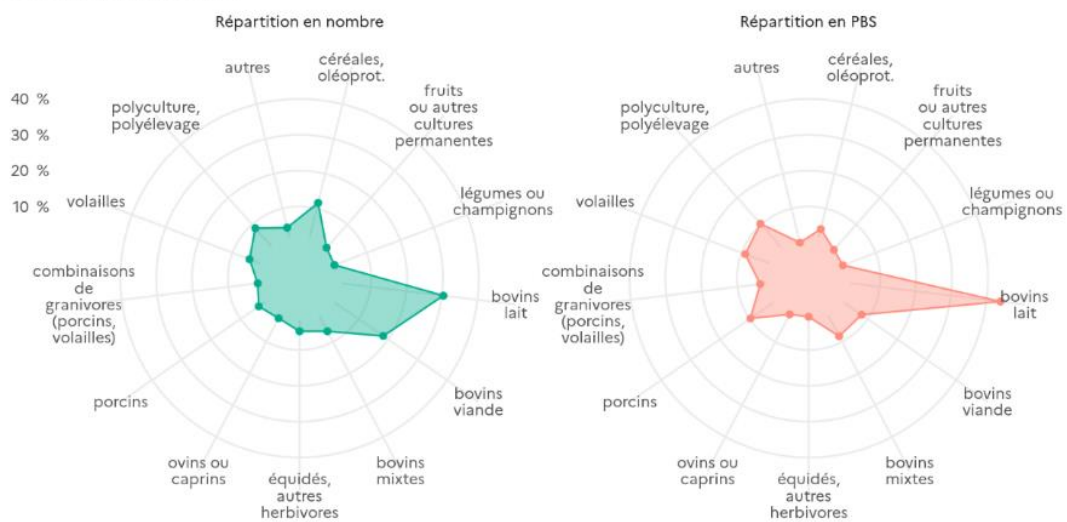 Répartition en nombre
autres
céréales,
oléoprot.
fruits
ou autres
cultures
permanentes
légumes ou
champignons
bovins
lait
bovins
viande
bovins
mixtes
équidés,
autres
herbivores
ovins ou
caprins
porcins
combinaisons
de
granivores
(porcins,
volailles)
volailles
polyculture,
polyélevage
40 %
30 %
20 %
10 %
Répartition en PBS
autres
céréales,
oléoprot.
fruits
ou autres
cultures
permanentes
légumes ou
champignons
bovins
lait
bovins
viande
bovins
mixtes
équidés,
autres
herbivores
ovins ou
caprins
porcins
combinaisons
de
granivores
(porcins,
volailles)
volailles
polyculture,
polyélevage